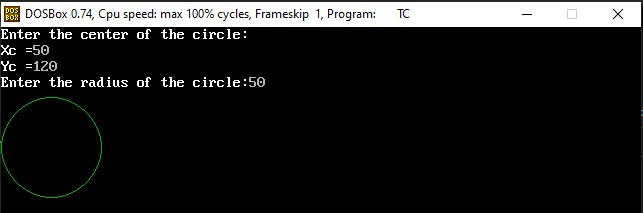 DOSBox 0.74, Cpu speed: max 100% cycles, Frameskip 1, Program: TC
Enter the center of the circle:
Xc =50
Yc =120
Enter the radius of the circle:50